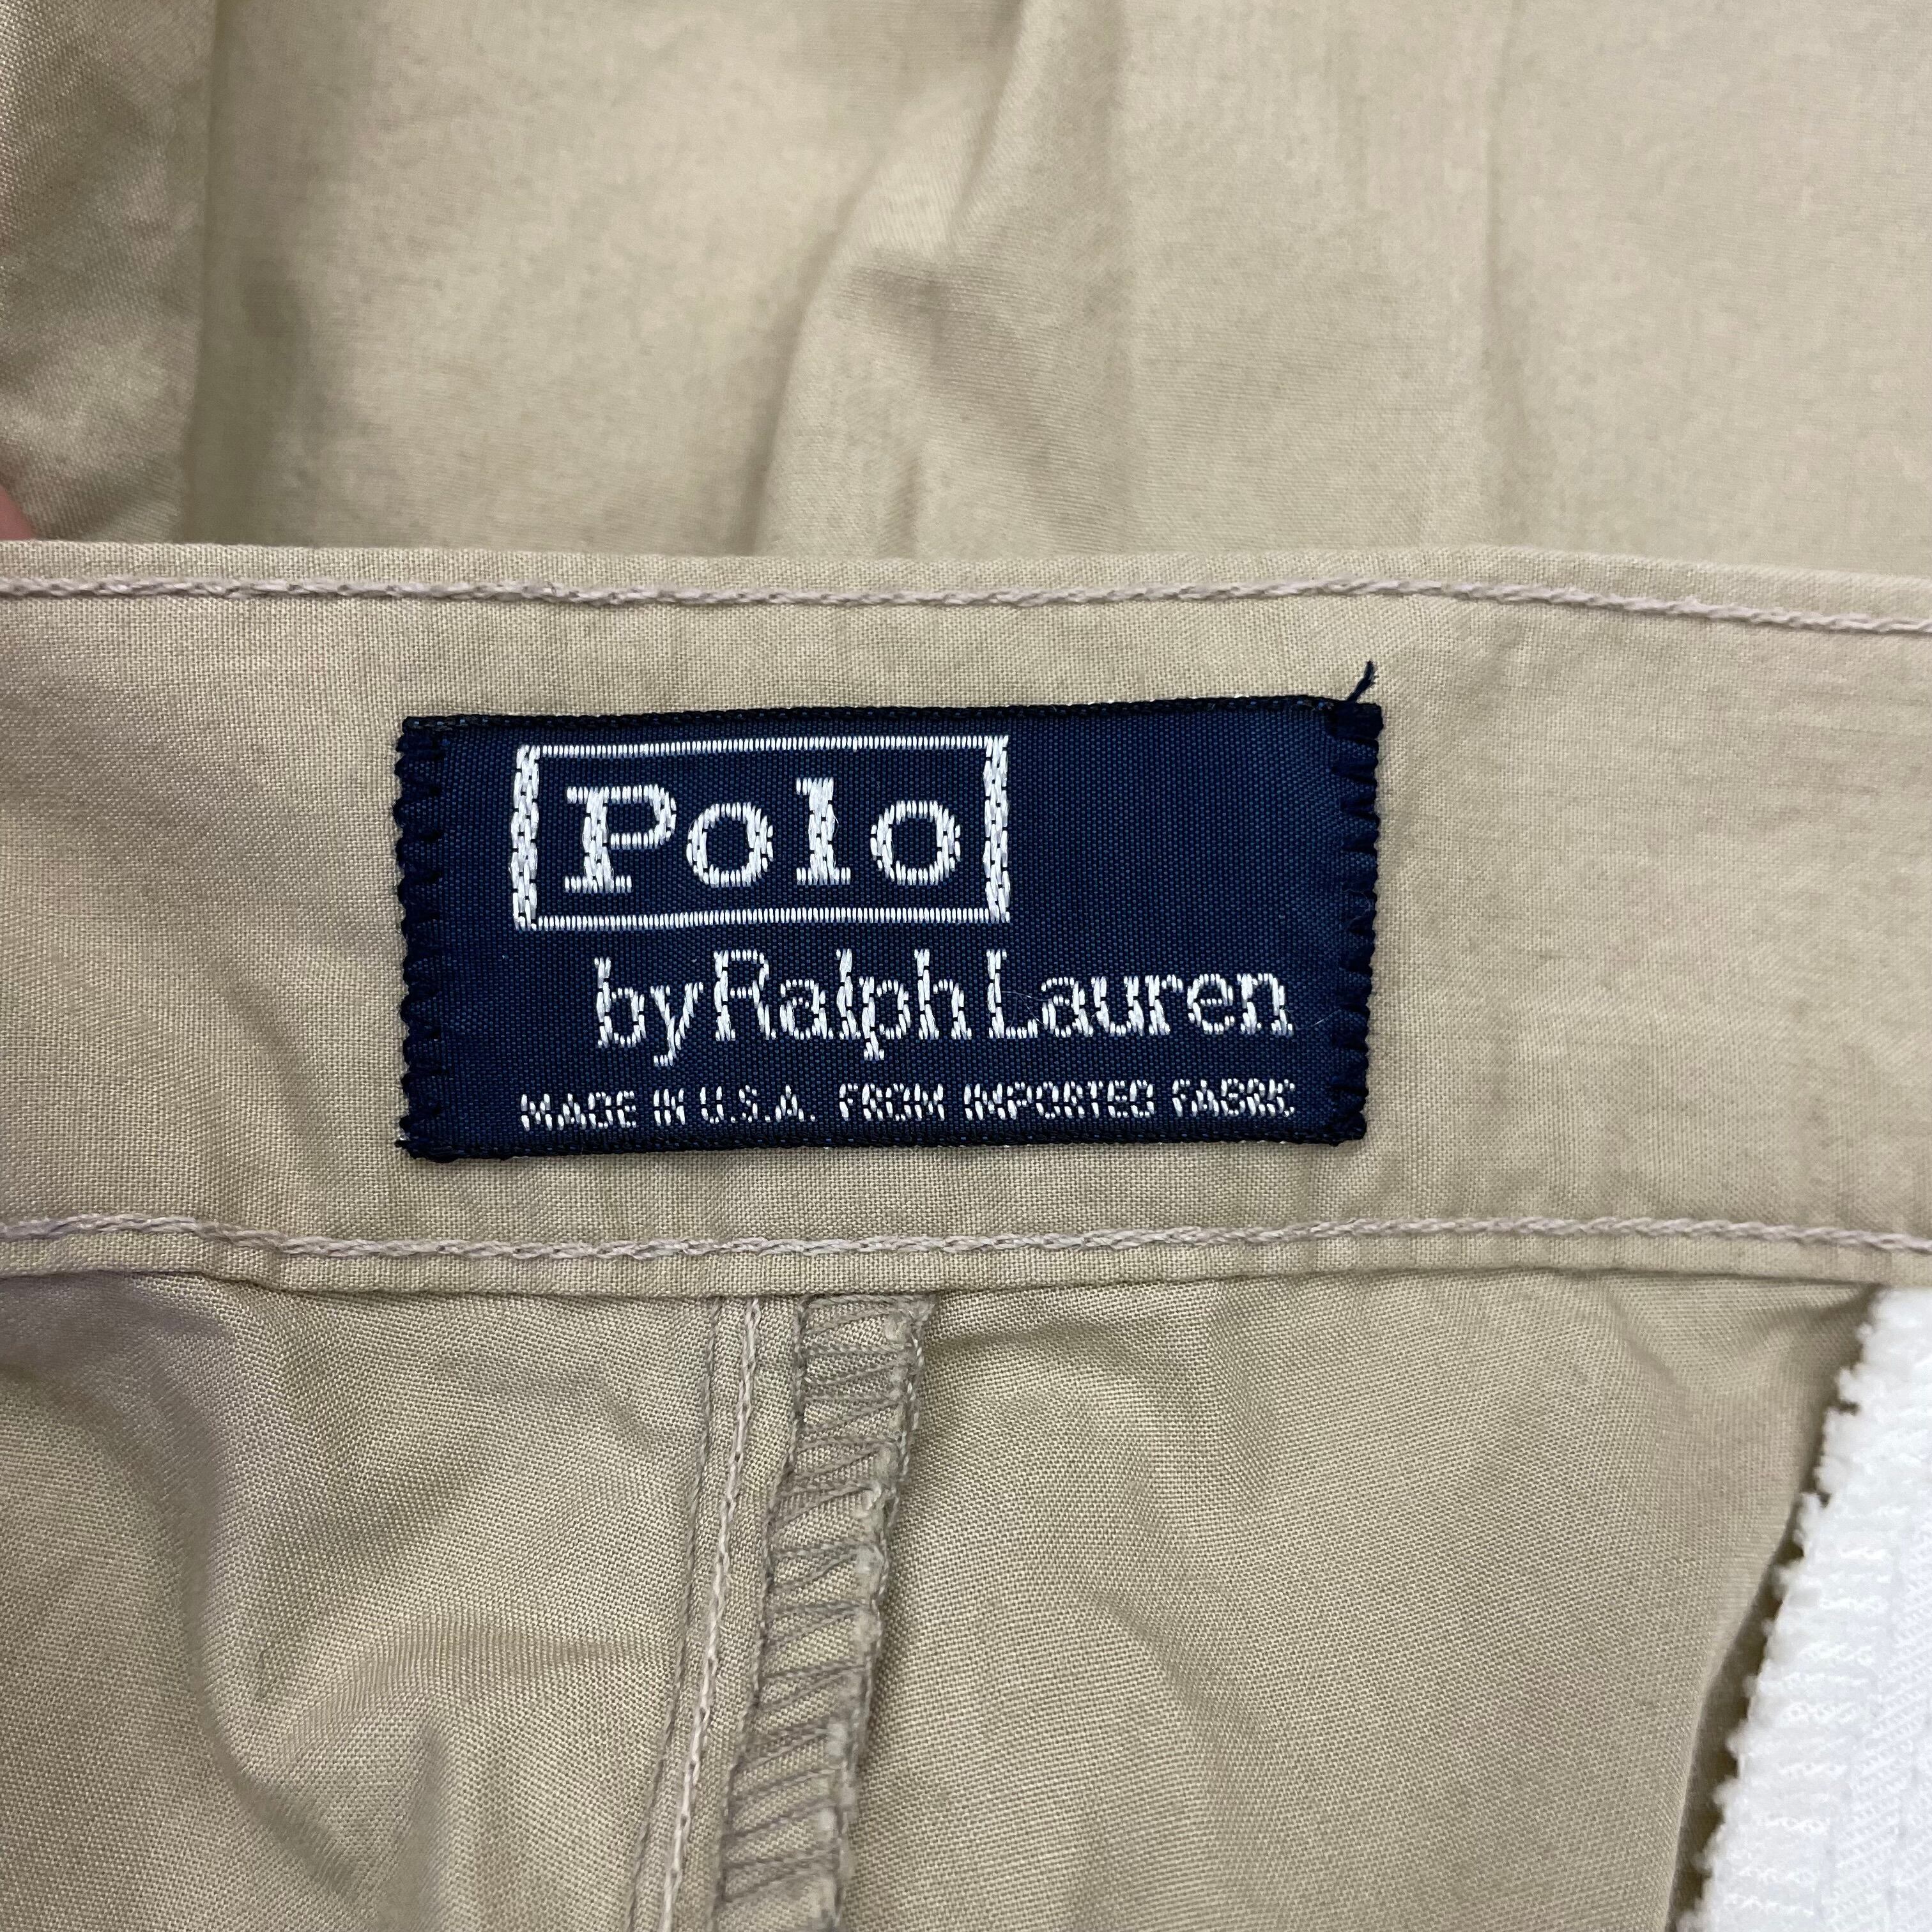 Polo
by Ralph Lauren
MADE IN U.S.A. FROM IMPORTED FABRIC